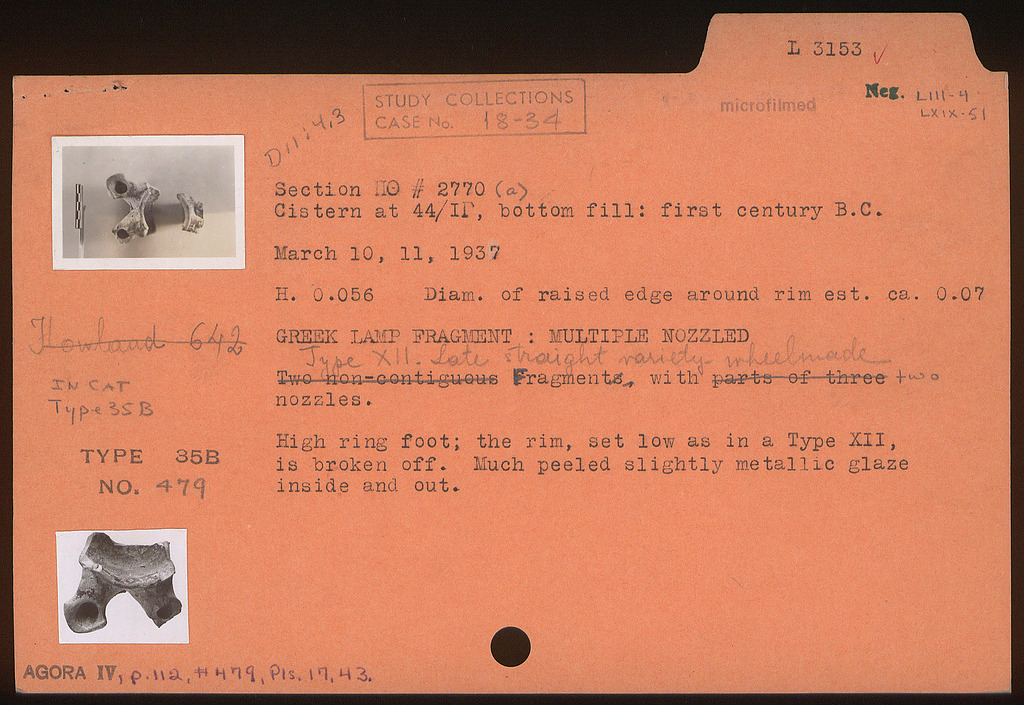 L 3153 ✓
Neg. LIII-4
LXIX-51
microfilmed
STUDY COLLECTIONS
CASE No. 18-34
D 11:4,3
Section ΠΘ # 2770 (a)
Cistern at 44/ΙΓ, bottom fill: first century B.C.
March 10, 11, 1937
H. 0.056 Diam. of raised edge around rim est. ca. 0.07
Howland 642
GREEK LAMP FRAGMENT : MULTIPLE NOZZLED
Type XII. Late straight variety - wheelmade
Two non-contiguous Fragments, with parts of three two
nozzles.
IN CAT
Type 35B
High ring foot; the rim, set low as in a Type XII,
is broken off. Much peeled slightly metallic glaze
inside and out.
TYPE 35B
NO. 479
AGORA IV, p. 112, #479, Pls. 17, 43.